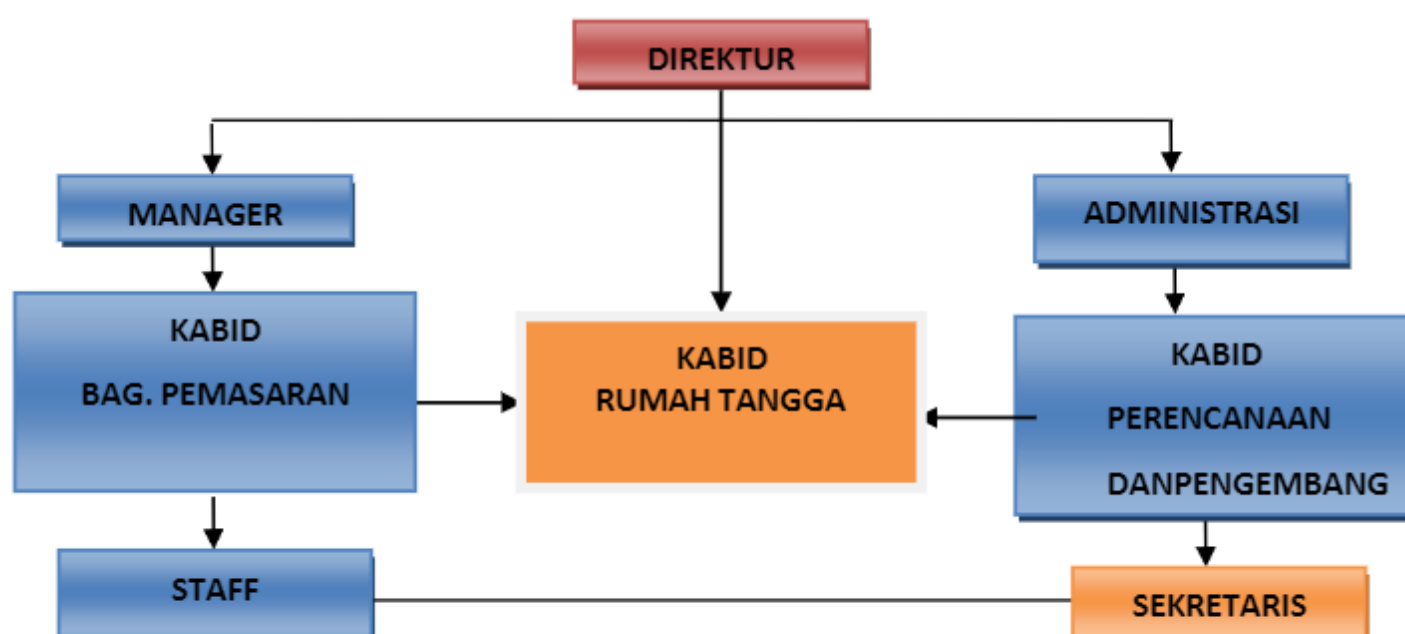 DIREKTUR
MANAGER
ADMINISTRASI
KABID
BAG. PEMASARAN
KABID
RUMAH TANGGA
KABID
PERENCANAAN
DANPENGEMBANG
STAFF
SEKRETARIS